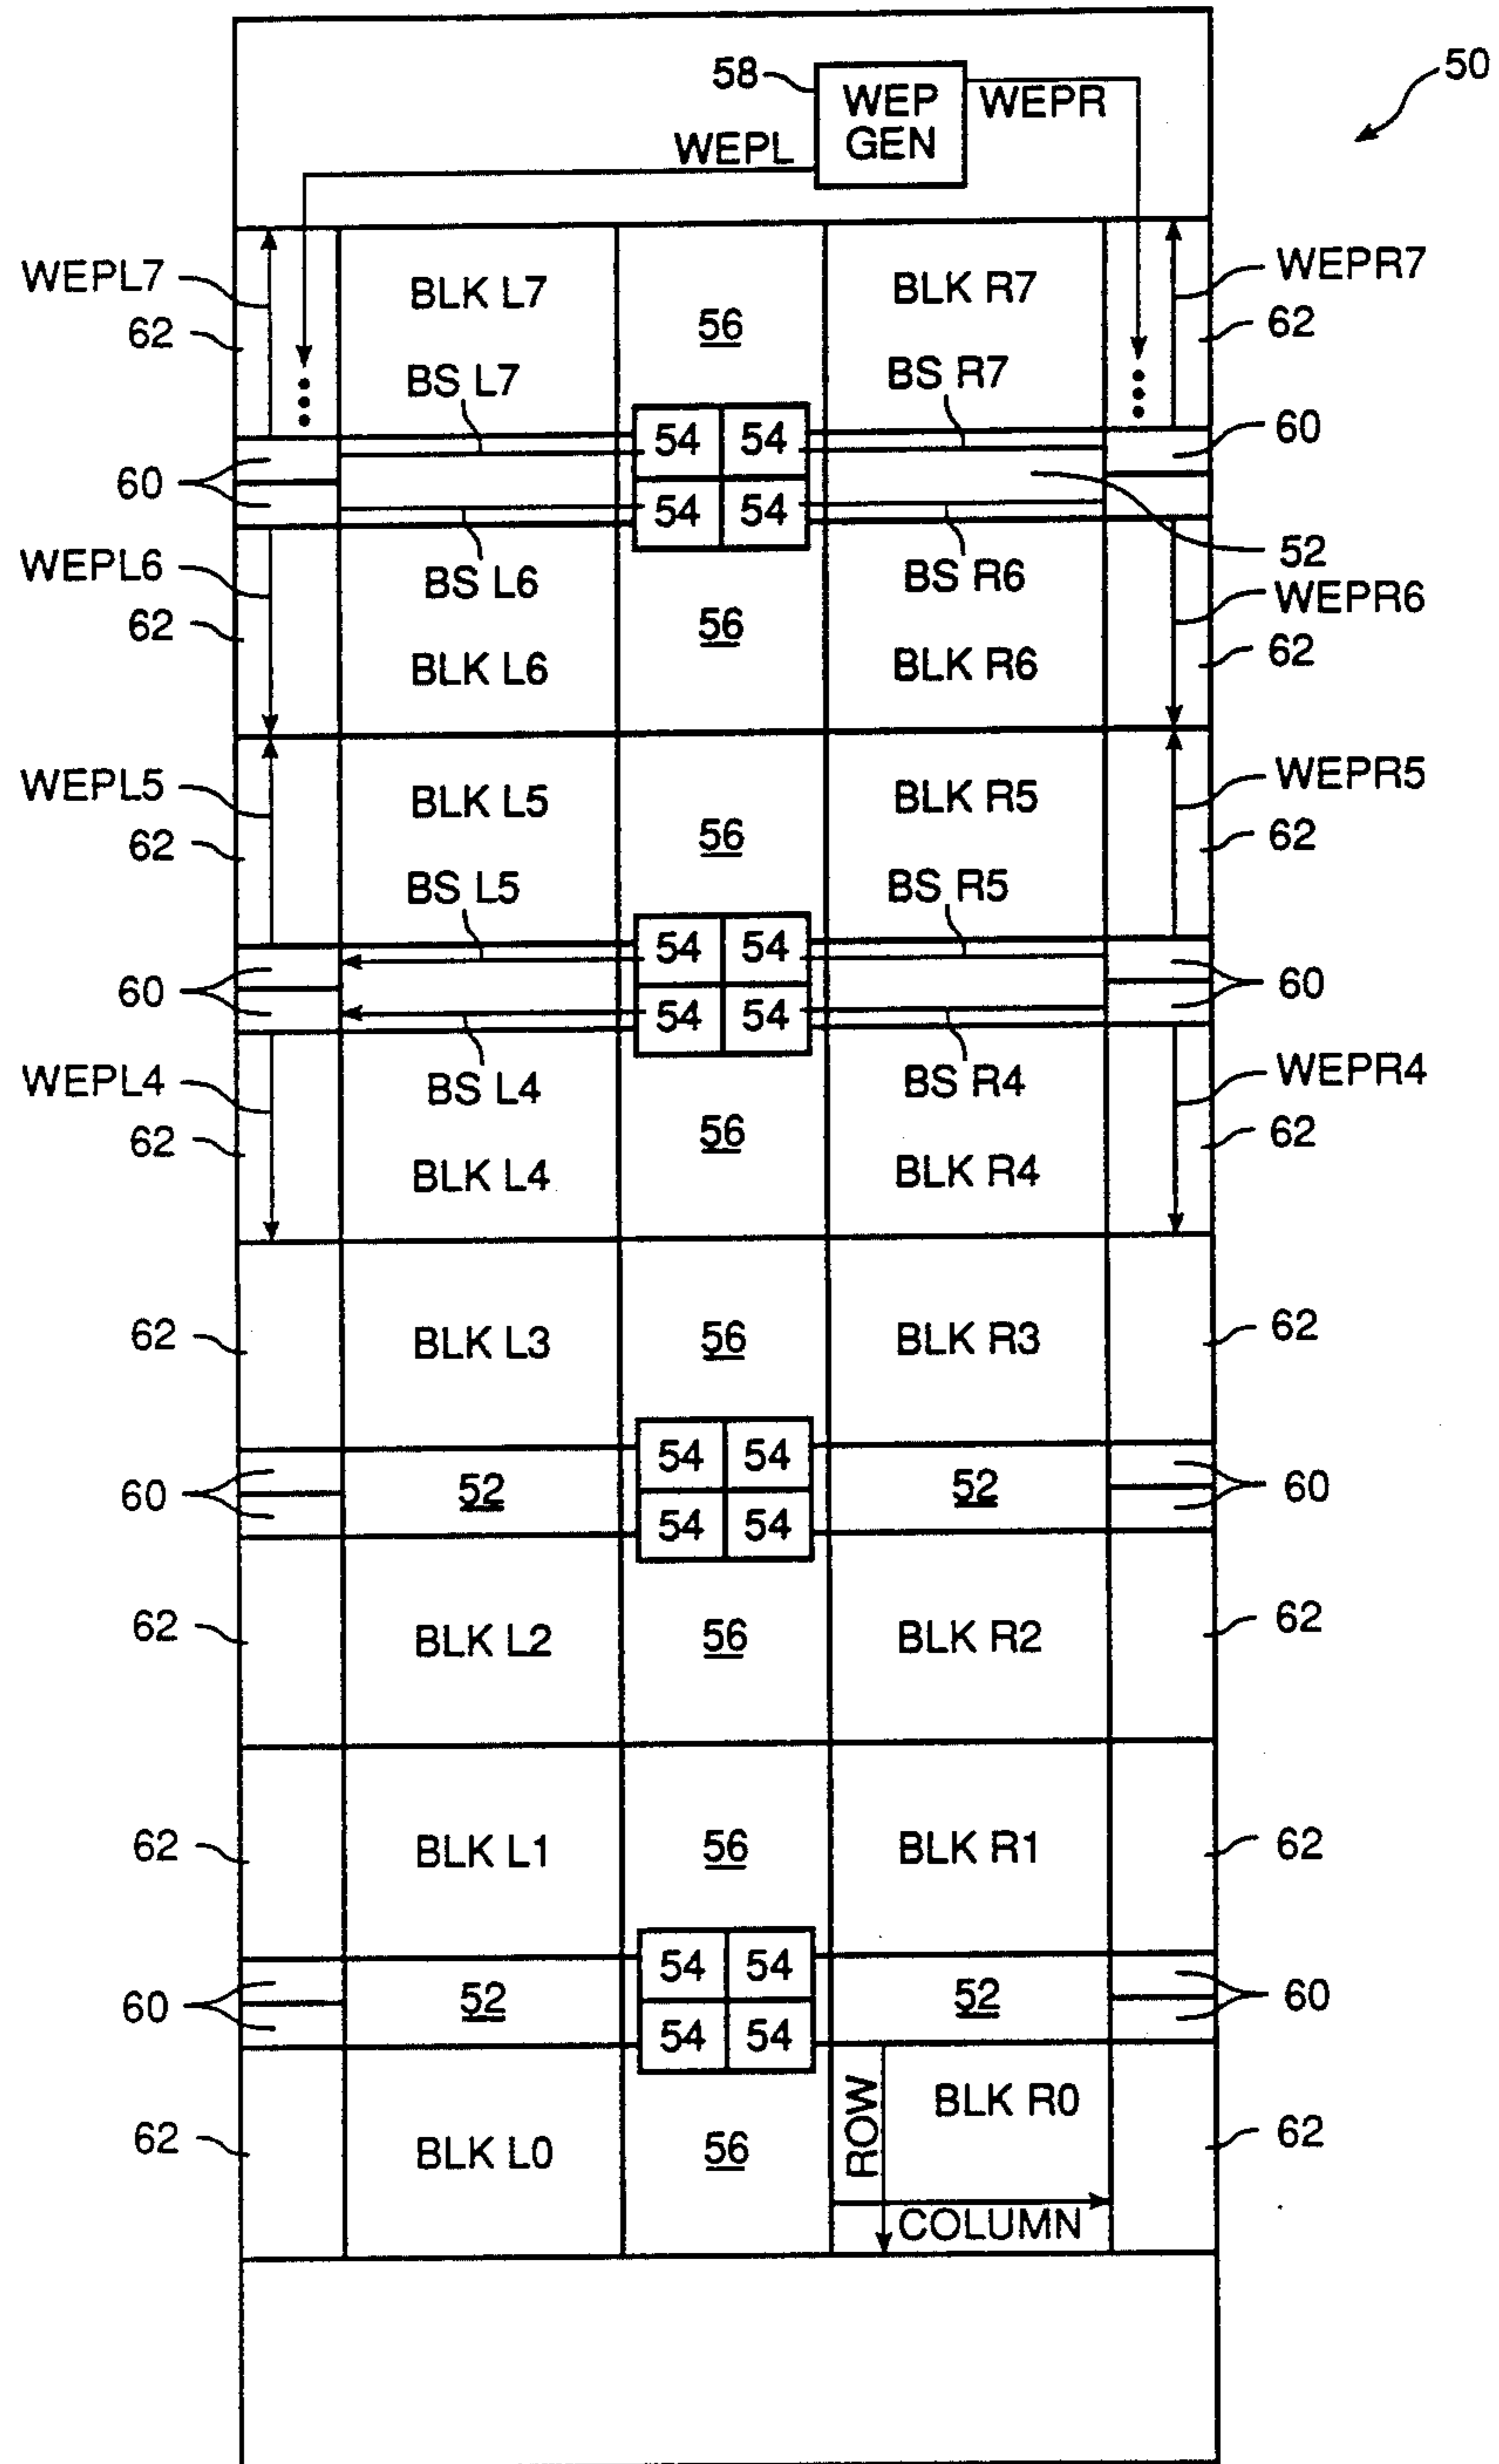 50
58
WEP
GEN
WEPR
WEPL
WEPL7
BLK L7
BLK R7
WEPR7
62
56
62
BS L7
BS R7
54 54
60
60
54 54
52
WEPL6
BS L6
BS R6
WEPR6
62
56
62
BLK L6
BLK R6
WEPL5
BLK L5
BLK R5
WEPR5
62
56
62
BS L5
BS R5
54 54
60
60
54 54
WEPL4
BS L4
BS R4
WEPR4
62
56
62
BLK L4
BLK R4
62
BLK L3
56
BLK R3
62
54 54
60
52
52
60
54 54
62
BLK L2
56
BLK R2
62
62
BLK L1
56
BLK R1
62
54 54
60
52
52
60
54 54
62
BLK L0
56
ROW
BLK R0
62
COLUMN